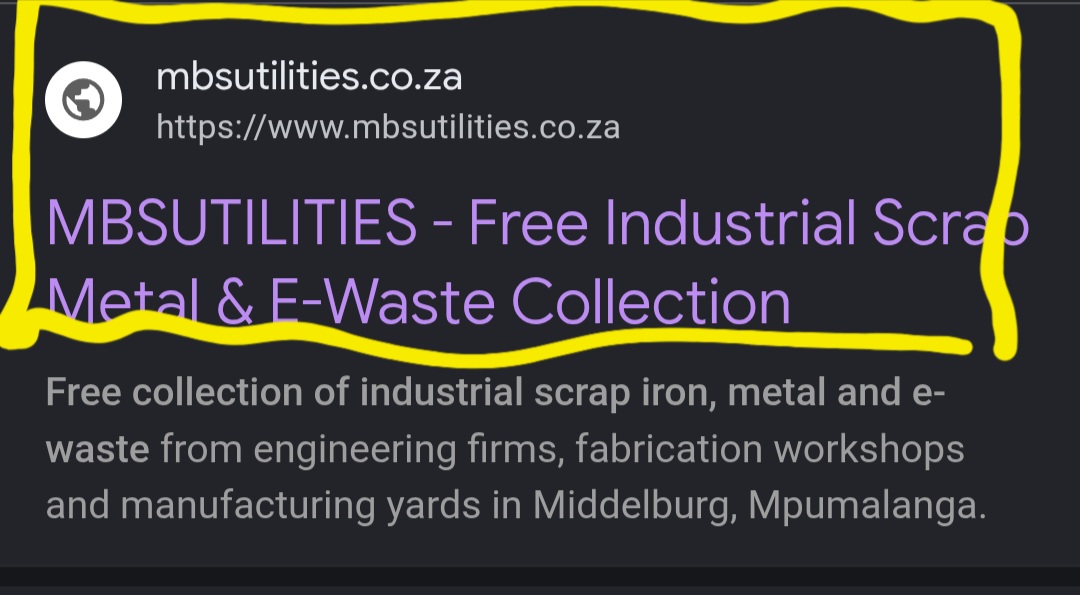 mbsutilities.co.za
https://www.mbsutilities.co.za
MBSUTILITIES - Free Industrial Scrap
Metal & E-Waste Collection
Free collection of industrial scrap iron, metal and e-
waste from engineering firms, fabrication workshops
and manufacturing yards in Middelburg, Mpumalanga.